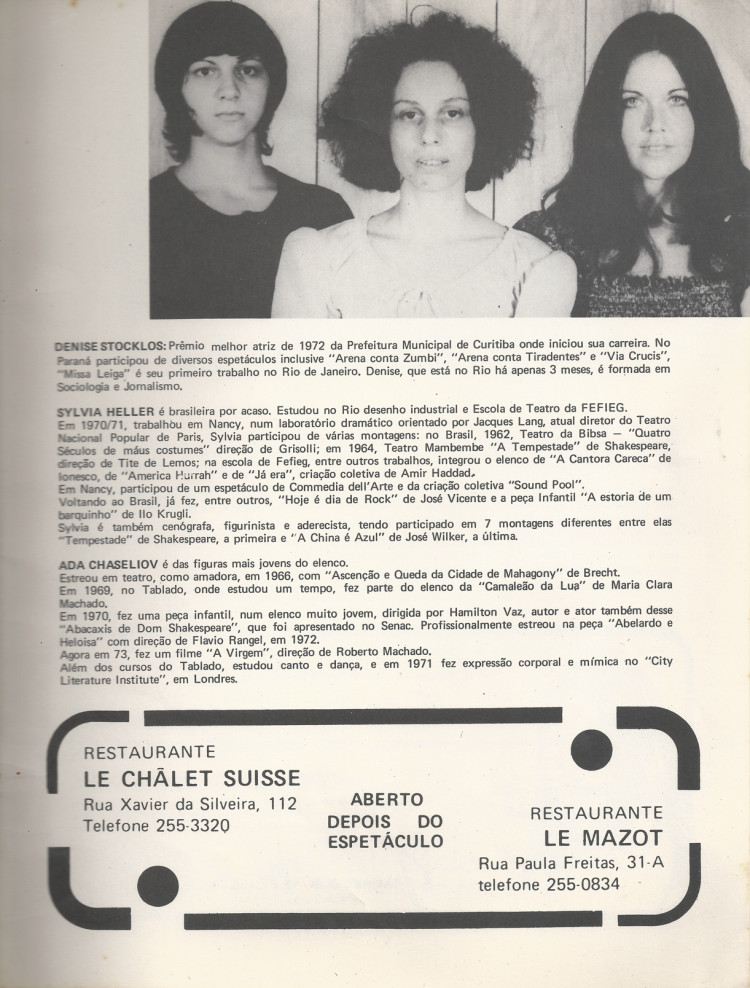 DENISE STOCKLOS: Prêmio melhor atriz de 1972 da Prefeitura Municipal de Curitiba onde iniciou sua carreira. No
Paraná participou de diversos espetáculos inclusive "Arena conta Zumbi", "Arena conta Tiradentes" e "Via Crucis",
"Missa Leiga" é seu primeiro trabalho no Rio de Janeiro. Denise, que está no Rio há apenas 3 meses, é formada em
Sociologia e Jornalismo.
SYLVIA HELLER é brasileira por acaso. Estudou no Rio desenho industrial e Escola de Teatro da FEFIEG.
Em 1970/71, trabalhou em Nancy, num laboratório dramático orientado por Jacques Lang, atual diretor do Teatro
Nacional Popular de Paris, Sylvia participou de várias montagens: no Brasil, 1962, Teatro da Bibsa — "Quatro
Séculos de máus costumes" direção de Grisolli; em 1964, Teatro Mambembe "A Tempestade" de Shakespeare,
direção de Tite de Lemos; na escola de Fefieg, entre outros trabalhos, integrou o elenco de "A Cantora Careca" de
Ionesco, de "America Hurrah" e de "Já era", criação coletiva de Amir Haddad.
Em Nancy, participou de um espetáculo de Commedia dell'Arte e da criação coletiva "Sound Pool".
Voltando ao Brasil, já fez, entre outros, "Hoje é dia de Rock" de José Vicente e a peça Infantil "A estoria de um
barquinho" de Ilo Krugli.
Sylvia é também cenógrafa, figurinista e aderecista, tendo participado em 7 montagens diferentes entre elas
"Tempestade" de Shakespeare, a primeira e "A China é Azul" de José Wilker, a última.
ADA CHASELIOV é das figuras mais jovens do elenco.
Estreou em teatro, como amadora, em 1966, com "Ascenção e Queda da Cidade de Mahagony" de Brecht.
Em 1969, no Tablado, onde estudou um tempo, fez parte do elenco da "Camaleão da Lua" de Maria Clara
Machado.
Em 1970, fez uma peça infantil, num elenco muito jovem, dirigida por Hamilton Vaz, autor e ator também desse
"Abacaxis de Dom Shakespeare", que foi apresentado no Senac. Profissionalmente estreou na peça "Abelardo e
Heloisa" com direção de Flavio Rangel, em 1972.
Agora em 73, fez um filme "A Virgem", direção de Roberto Machado.
Além dos cursos do Tablado, estudou canto e dança, e em 1971 fez expressão corporal e mímica no "City
Literature Institute", em Londres.
RESTAURANTE
LE CHÂLET SUISSE
Rua Xavier da Silveira, 112
Telefone 255-3320
ABERTO
DEPOIS DO
ESPETÁCULO
RESTAURANTE
LE MAZOT
Rua Paula Freitas, 31-A
telefone 255-0834